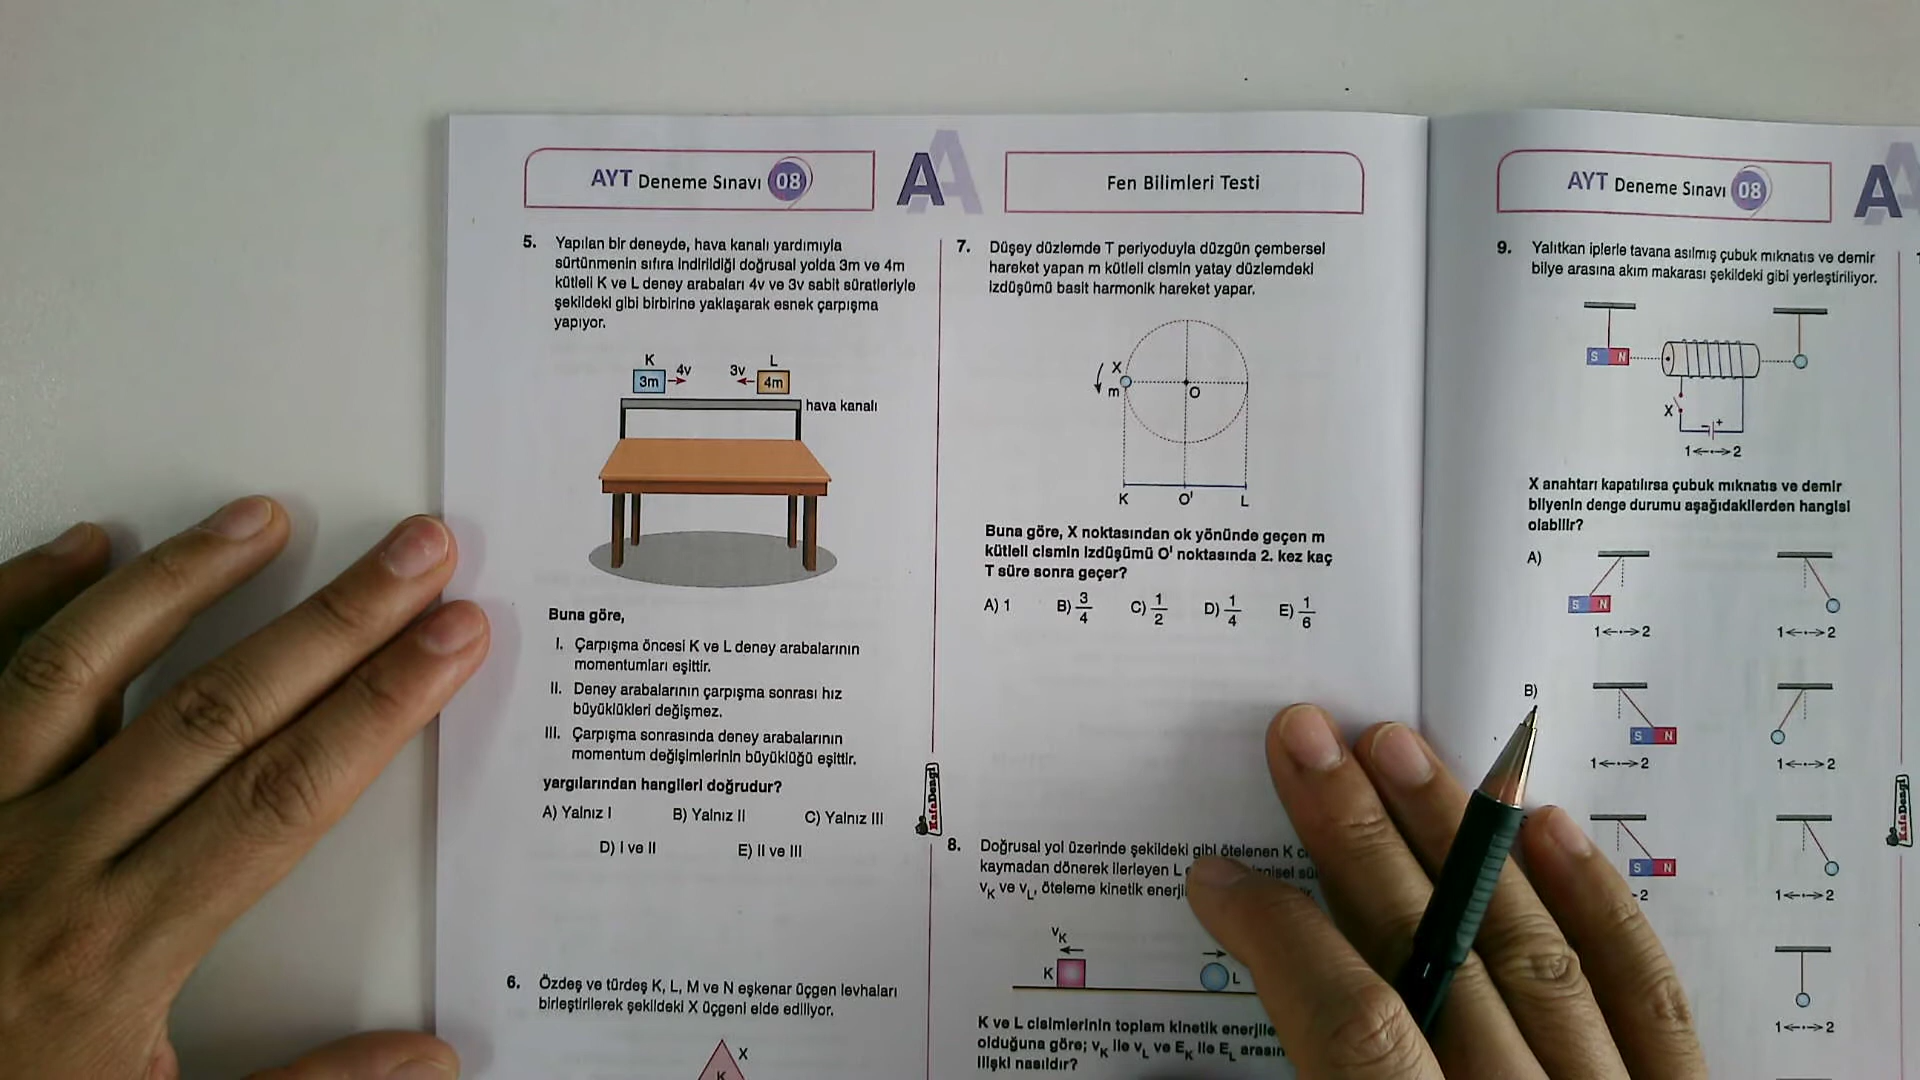 AYT Deneme Sınavı 08
A
Fen Bilimleri Testi
5. Yapılan bir deneyde, hava kanalı yardımıyla
sürtünmenin sıfıra indirildiği doğrusal yolda 3m ve 4m
kütleli K ve L deney arabaları 4v ve 3v sabit süratleriyle
şekildeki gibi birbirine yaklaşarak esnek çarpışma
yapıyor.
K 4v 3v L
3m 4m
hava kanalı
Buna göre,
I. Çarpışma öncesi K ve L deney arabalarının
momentumları eşittir.
II. Deney arabalarının çarpışma sonrası hız
büyüklükleri değişmez.
III. Çarpışma sonrasında deney arabalarının
momentum değişimlerinin büyüklüğü eşittir.
yargılarından hangileri doğrudur?
A) Yalnız I B) Yalnız II C) Yalnız III
D) I ve II E) II ve III
6. Özdeş ve türdeş K, L, M ve N eşkenar üçgen levhaları
birleştirilerek şekildeki X üçgeni elde ediliyor.
X
K
KafaDengi
7. Düşey düzlemde T periyoduyla düzgün çembersel
hareket yapan m kütleli cismin yatay düzlemdeki
izdüşümü basit harmonik hareket yapar.
X
m
O
K O' L
Buna göre, X noktasından ok yönünde geçen m
kütleli cismin izdüşümü O' noktasında 2. kez kaç
T süre sonra geçer?
A) 1 B) 3/4 C) 1/2 D) 1/4 E) 1/6
8. Doğrusal yol üzerinde şekildeki gibi ötelenen K
kaymadan dönerek ilerleyen L
vK ve vL, öteleme kinetik
vK
K L
K ve L cisimlerinin toplam kinetik
olduğuna göre; vK ile vL ve EK ile EL
ilişki nasıldır?
AYT Deneme Sınavı 08
A
9. Yalıtkan iplerle tavana asılmış çubuk mıknatıs ve demir
bilye arasına akım makarası şekildeki gibi yerleştiriliyor.
S N
X
- +
1 2
X anahtarı kapatılırsa çubuk mıknatıs ve demir
bilyenin denge durumu aşağıdakilerden hangisi
olabilir?
A)
S N
1 2 1 2
B)
S N
1 2 1 2
S N
2 1 2
1 2
KafaDengi